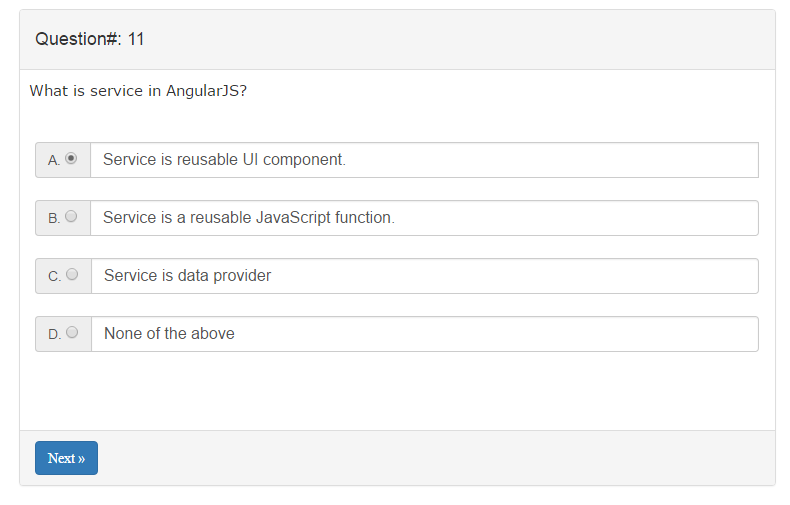 Question#: 11
What is service in AngularJS?
A. Service is reusable UI component.
B. Service is a reusable JavaScript function.
C. Service is data provider
D. None of the above
Next »